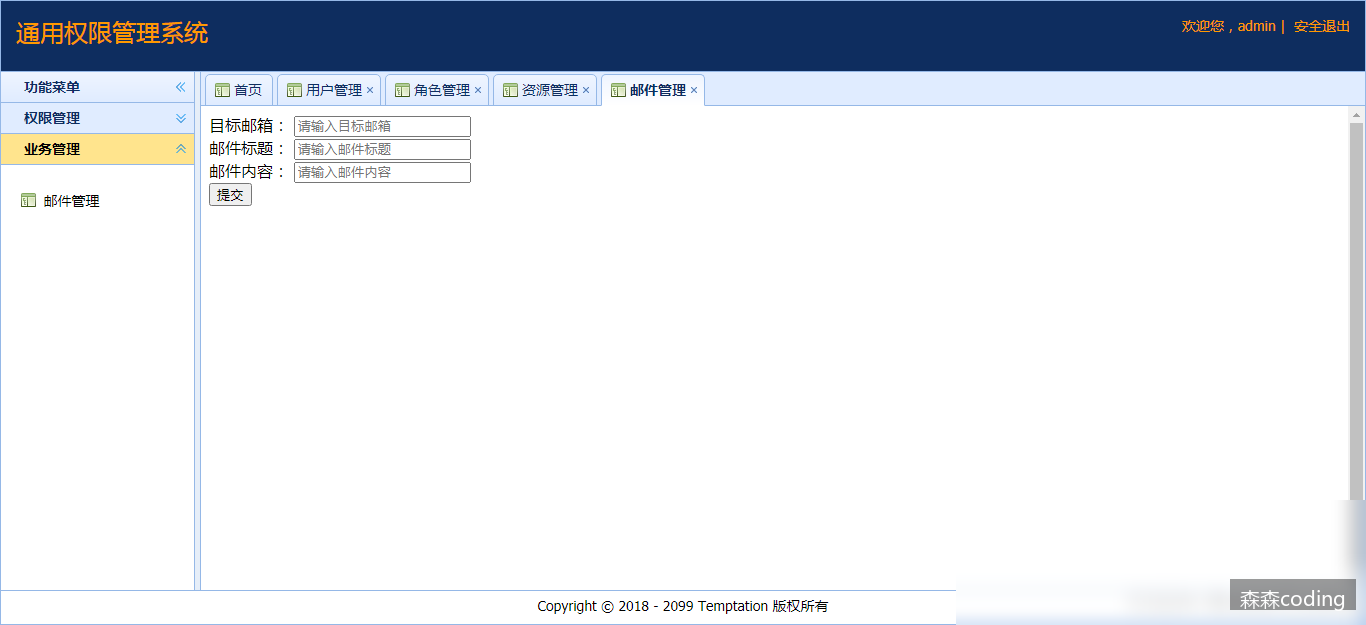 通用权限管理系统
欢迎您，admin | 安全退出
功能菜单
权限管理
业务管理
邮件管理
首页 用户管理 × 角色管理 × 资源管理 × 邮件管理 ×
目标邮箱： 请输入目标邮箱
邮件标题： 请输入邮件标题
邮件内容： 请输入邮件内容
提交
Copyright © 2018 - 2099 Temptation 版权所有
森森coding